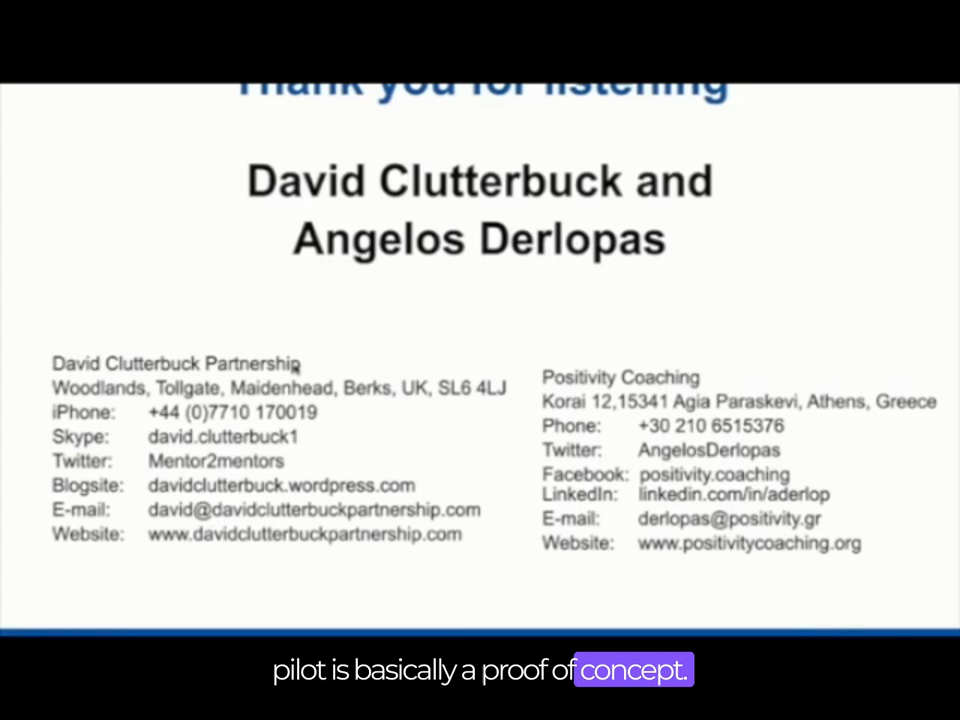 Thank you for listening
David Clutterbuck and
Angelos Derlopas
David Clutterbuck Partnership
Woodlands, Tollgate, Maidenhead, Berks, UK, SL6 4LJ
iPhone: +44 (0)7710 170019
Skype: david.clutterbuck1
Twitter: Mentor2mentors
Blogsite: davidclutterbuck.wordpress.com
E-mail: david@davidclutterbuckpartnership.com
Website: www.davidclutterbuckpartnership.com
Positivity Coaching
Korai 12,15341 Agia Paraskevi, Athens, Greece
Phone: +30 210 6515376
Twitter: AngelosDerlopas
Facebook: positivity.coaching
LinkedIn: linkedin.com/in/aderlop
E-mail: derlopas@positivity.gr
Website: www.positivitycoaching.org
pilot is basically a proof of concept.